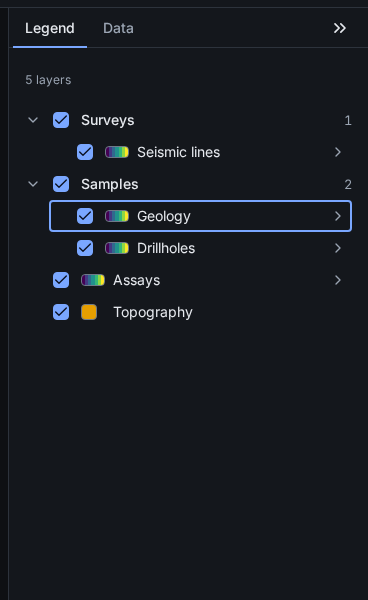 Legend Data
5 layers
Surveys 1
Seismic lines
Samples 2
Geology
Drillholes
Assays
Topography